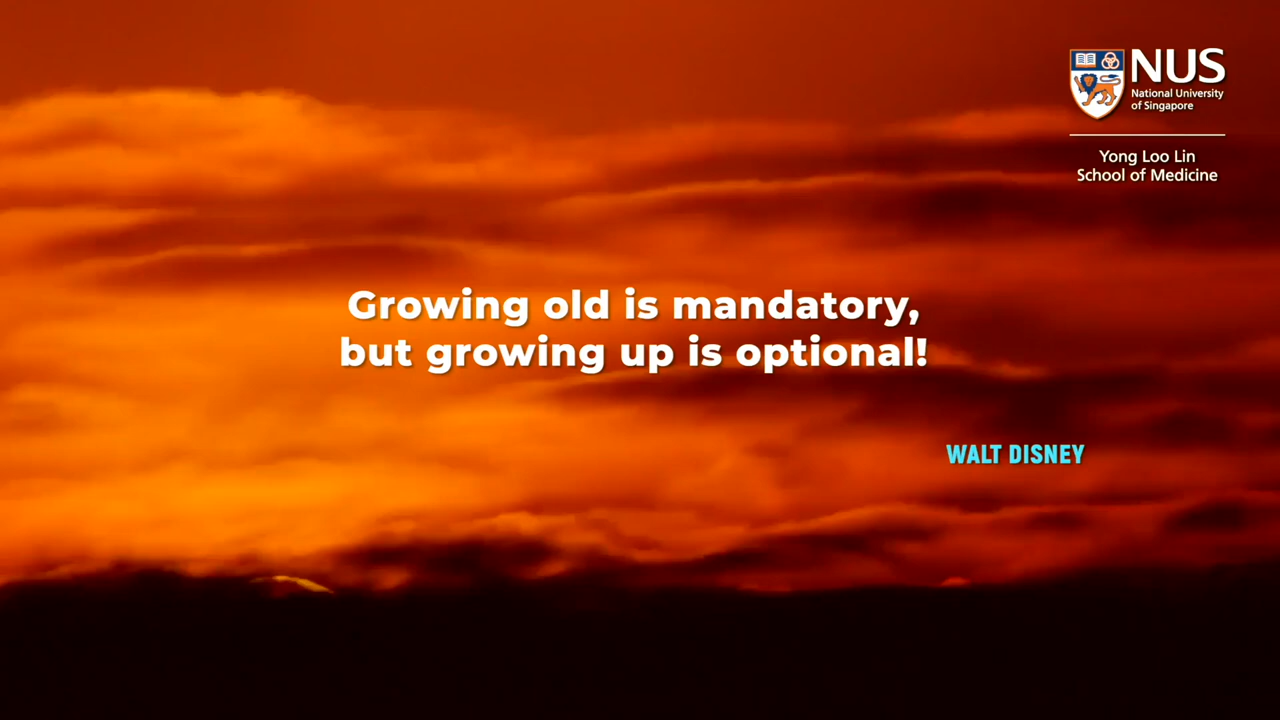 NUS
National University
of Singapore
Yong Loo Lin
School of Medicine
Growing old is mandatory,
but growing up is optional!
WALT DISNEY